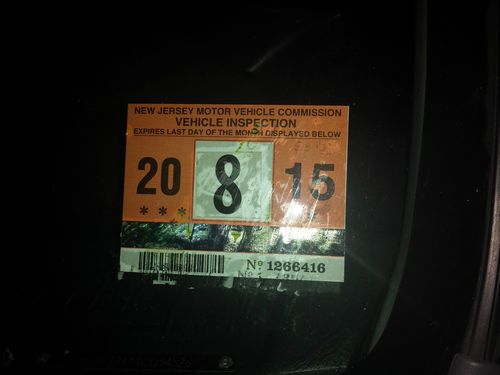 NEW JERSEY MOTOR VEHICLE COMMISSION
VEHICLE INSPECTION
EXPIRES LAST DAY OF THE MONTH DISPLAYED BELOW
20 8 15
* * *
Nº 1266416